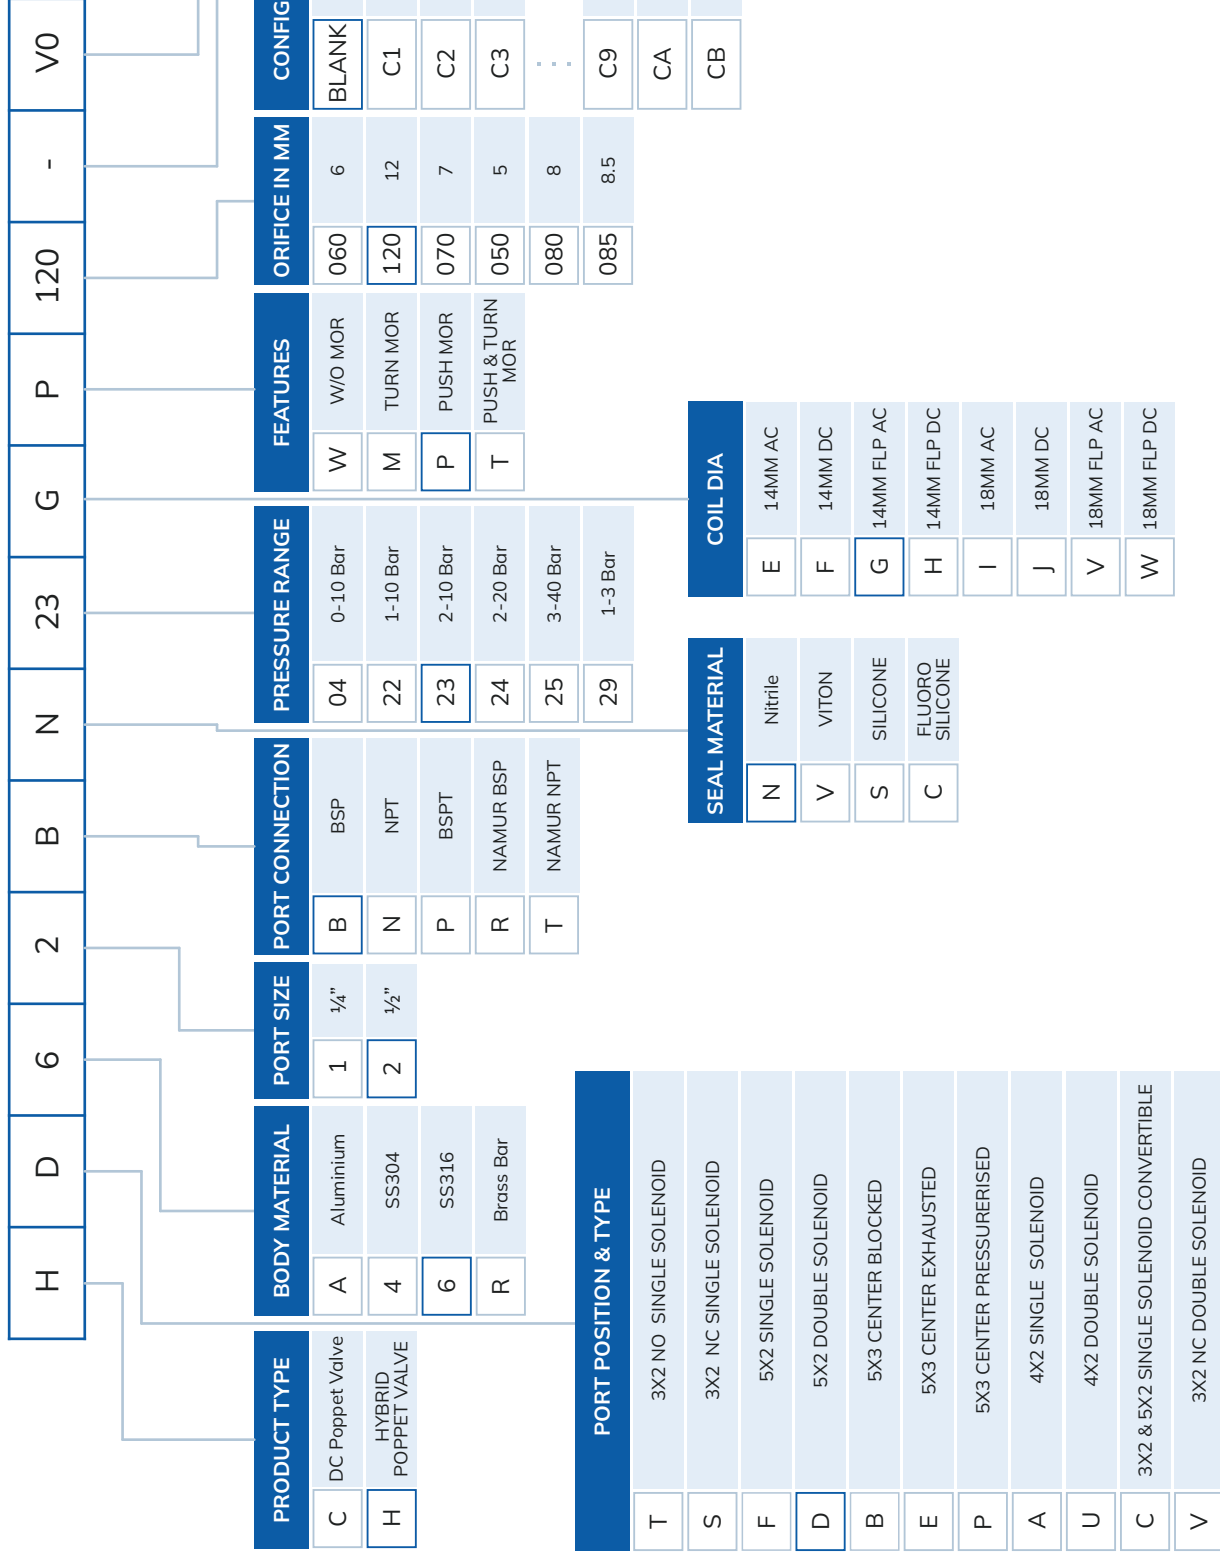 H D 6 2 B N 23 G P 120 - V0
PRODUCT TYPE
C DC Poppet Valve
H HYBRID
POPPET VALVE
BODY MATERIAL
A Aluminium
4 SS304
6 SS316
R Brass Bar
PORT SIZE
1 ¼”
2 ½”
PORT CONNECTION
B BSP
N NPT
P BSPT
R NAMUR BSP
T NAMUR NPT
PRESSURE RANGE
04 0-10 Bar
22 1-10 Bar
23 2-10 Bar
24 2-20 Bar
25 3-40 Bar
29 1-3 Bar
FEATURES
W W/O MOR
M TURN MOR
P PUSH MOR
T PUSH & TURN
MOR
ORIFICE IN MM
060 6
120 12
070 7
050 5
080 8
085 8.5
CONFIG
BLANK
C1
C2
C3
...
C9
CA
CB
PORT POSITION & TYPE
T 3X2 NO SINGLE SOLENOID
S 3X2 NC SINGLE SOLENOID
F 5X2 SINGLE SOLENOID
D 5X2 DOUBLE SOLENOID
B 5X3 CENTER BLOCKED
E 5X3 CENTER EXHAUSTED
P 5X3 CENTER PRESSURERISED
A 4X2 SINGLE SOLENOID
U 4X2 DOUBLE SOLENOID
C 3X2 & 5X2 SINGLE SOLENOID CONVERTIBLE
V 3X2 NC DOUBLE SOLENOID
SEAL MATERIAL
N Nitrile
V VITON
S SILICONE
C FLUORO
SILICONE
COIL DIA
E 14MM AC
F 14MM DC
G 14MM FLP AC
H 14MM FLP DC
I 18MM AC
J 18MM DC
V 18MM FLP AC
W 18MM FLP DC